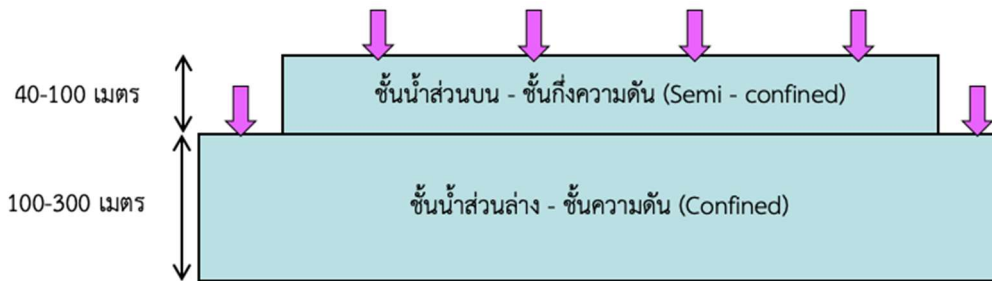 40-100 เมตร
ชั้นน้ำส่วนบน - ชั้นกึ่งความดัน (Semi - confined)
100-300 เมตร
ชั้นน้ำส่วนล่าง - ชั้นความดัน (Confined)